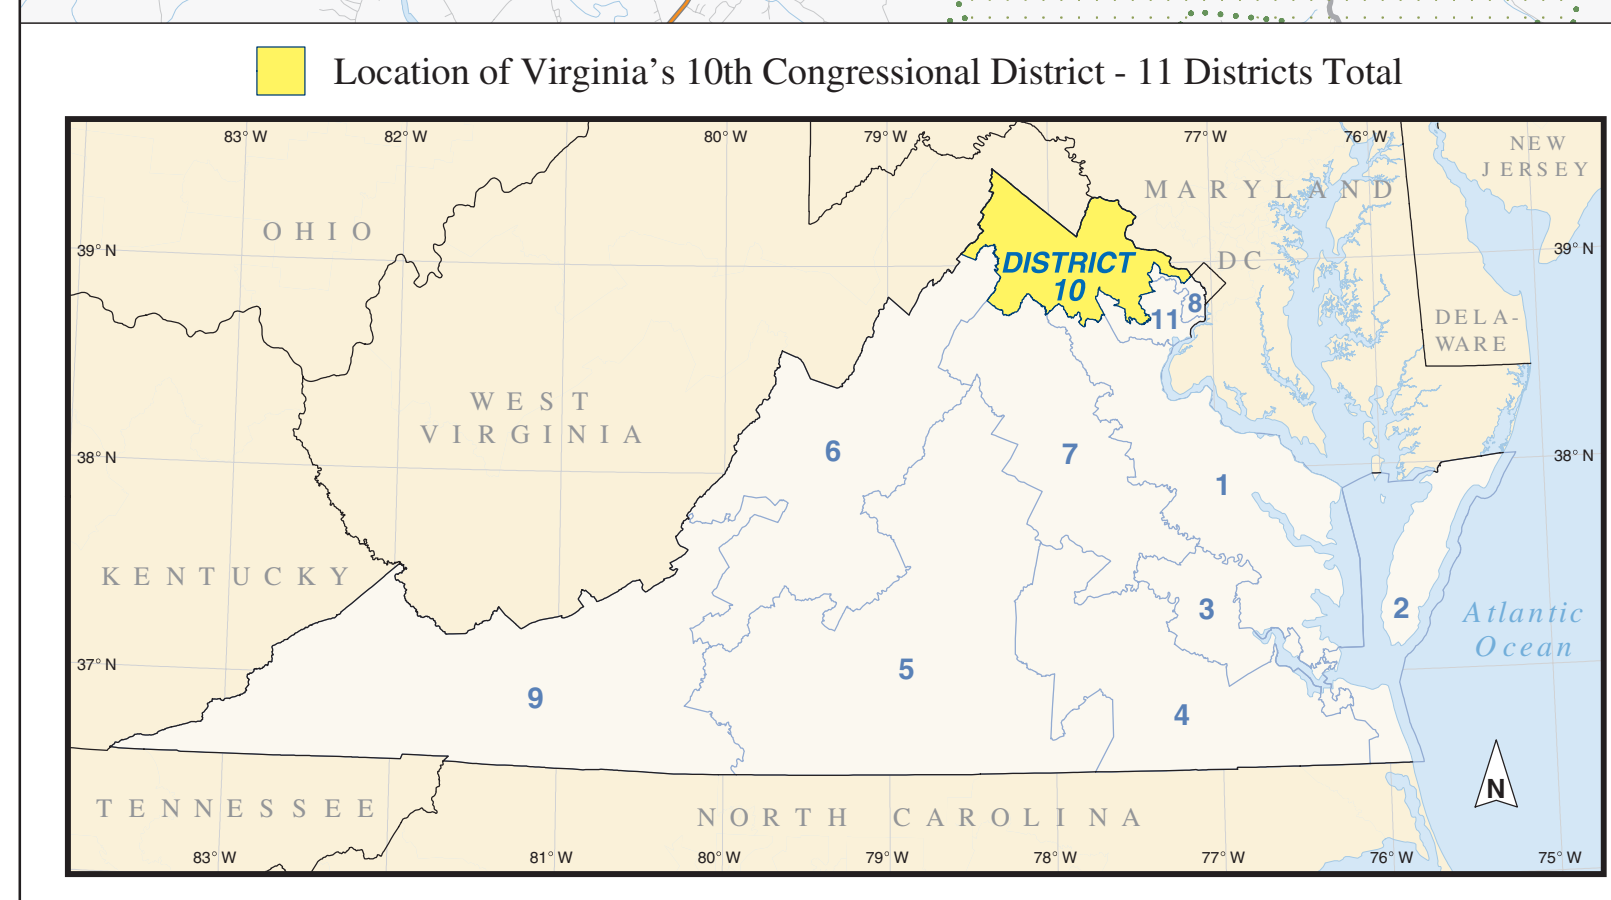 Location of Virginia's 10th Congressional District - 11 Districts Total
83° W
82° W
80° W
79° W
77° W
76° W
NEW
JERSEY
MARYLAND
OHIO
39° N
39° N
DC
DISTRICT
10
8
11
DELA-
WARE
WEST
VIRGINIA
6
7
38° N
38° N
1
KENTUCKY
3
2
Atlantic
Ocean
37° N
5
9
4
N
TENNESSEE
NORTH CAROLINA
83° W
81° W
80° W
79° W
78° W
77° W
76° W
75° W